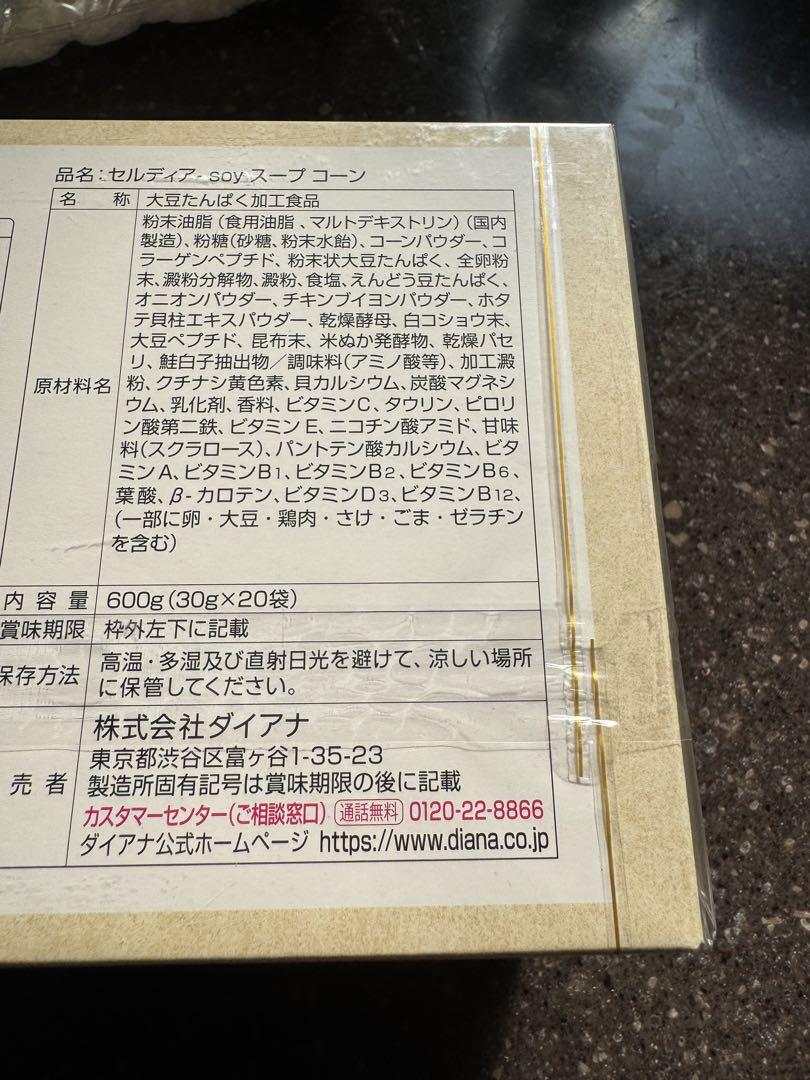 品名：セルディア- soy スープ コーン
名 称 大豆たんぱく加工食品
粉末油脂（食用油脂、マルトデキストリン）（国内
製造）、粉糖（砂糖、粉末水飴）、コーンパウダー、コ
ラーゲンペプチド、粉末状大豆たんぱく、全卵粉
末、澱粉分解物、澱粉、食塩、えんどう豆たんぱく、
オニオンパウダー、チキンブイヨンパウダー、ホタ
テ貝柱エキスパウダー、乾燥酵母、白コショウ末、
大豆ペプチド、昆布末、米ぬか発酵物、乾燥パセ
リ、鮭白子抽出物／調味料（アミノ酸等）、加工澱
原材料名 粉、クチナシ黄色素、貝カルシウム、炭酸マグネシ
ウム、乳化剤、香料、ビタミンC、タウリン、ピロリ
ン酸第二鉄、ビタミンE、ニコチン酸アミド、甘味
料（スクラロース）、パントテン酸カルシウム、ビタ
ミンA、ビタミンB1、ビタミンB2、ビタミンB6、
葉酸、β-カロテン、ビタミンD3、ビタミンB12、
（一部に卵・大豆・鶏肉・さけ・ごま・ゼラチン
を含む）
内 容 量 600g（30g×20袋）
賞味期限 枠外左下に記載
保存方法 高温・多湿及び直射日光を避けて、涼しい場所
に保管してください。
株式会社ダイアナ
東京都渋谷区富ヶ谷1-35-23
売 者 製造所固有記号は賞味期限の後に記載
カスタマーセンター（ご相談窓口） 通話無料 0120-22-8866
ダイアナ公式ホームページ https://www.diana.co.jp